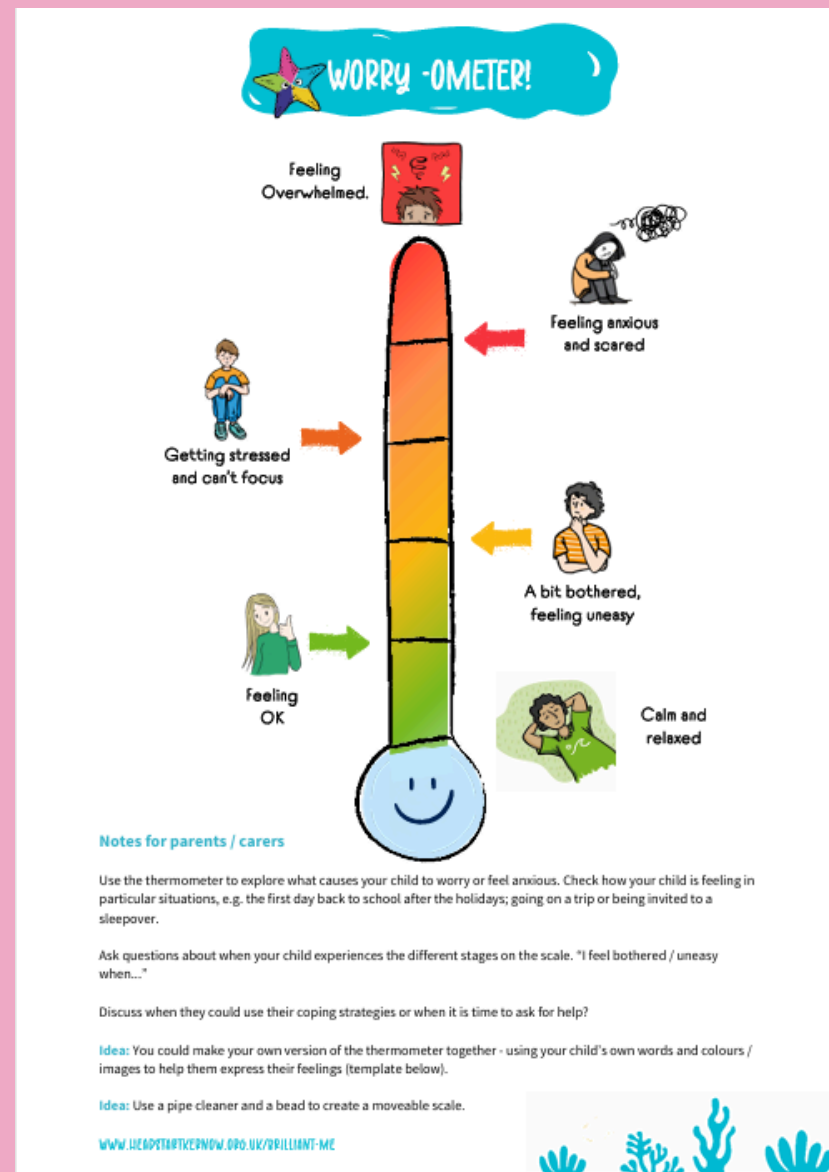 WORRY -OMETER!
Feeling
Overwhelmed.
Feeling anxious
and scared
Getting stressed
and can't focus
A bit bothered,
feeling uneasy
Feeling
OK
Calm and
relaxed
Notes for parents / carers
Use the thermometer to explore what causes your child to worry or feel anxious. Check how your child is feeling in
particular situations, e.g. the first day back to school after the holidays; going on a trip or being invited to a
sleepover.
Ask questions about when your child experiences the different stages on the scale. "I feel bothered / uneasy
when..."
Discuss when they could use their coping strategies or when it is time to ask for help?
Idea: You could make your own version of the thermometer together - using your child's own words and colours /
images to help them express their feelings (template below).
Idea: Use a pipe cleaner and a bead to create a moveable scale.
WWW.HEADSTARTKERNOW.ORG.UK/BRILLIANT-ME